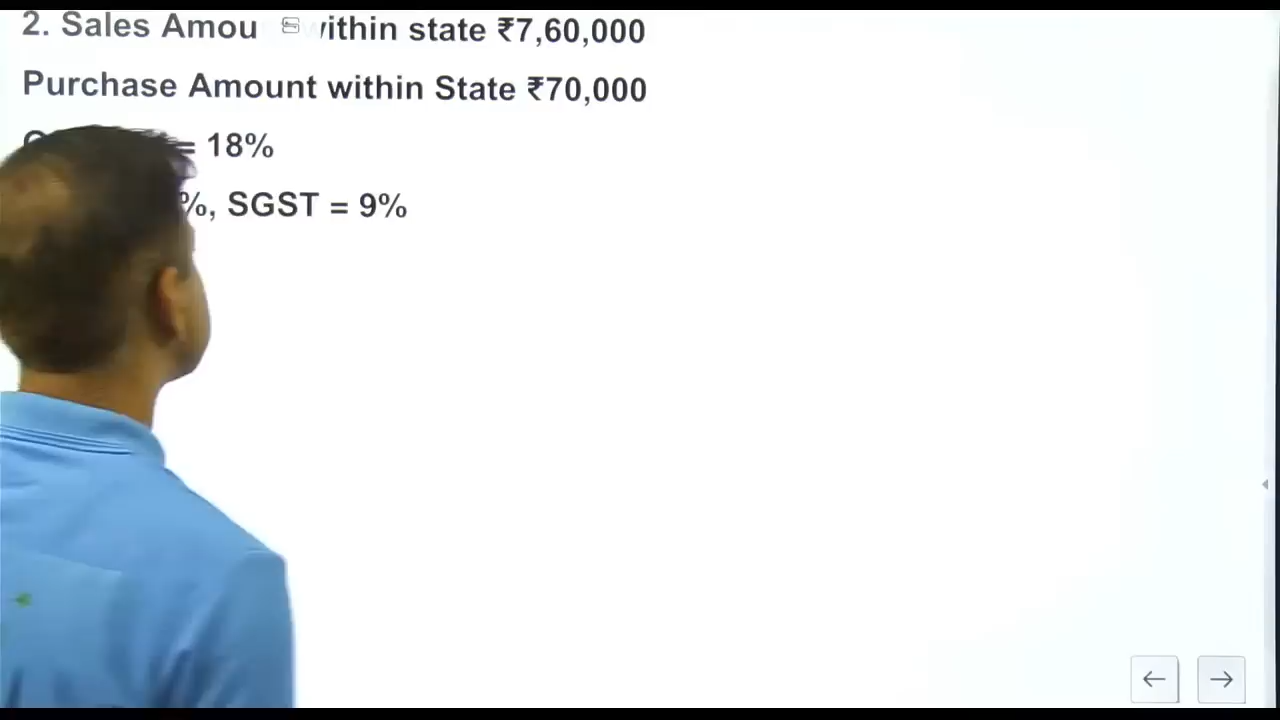 2. Sales Amou ithin state ₹7,60,000
Purchase Amount within State ₹70,000
= 18%
%, SGST = 9%